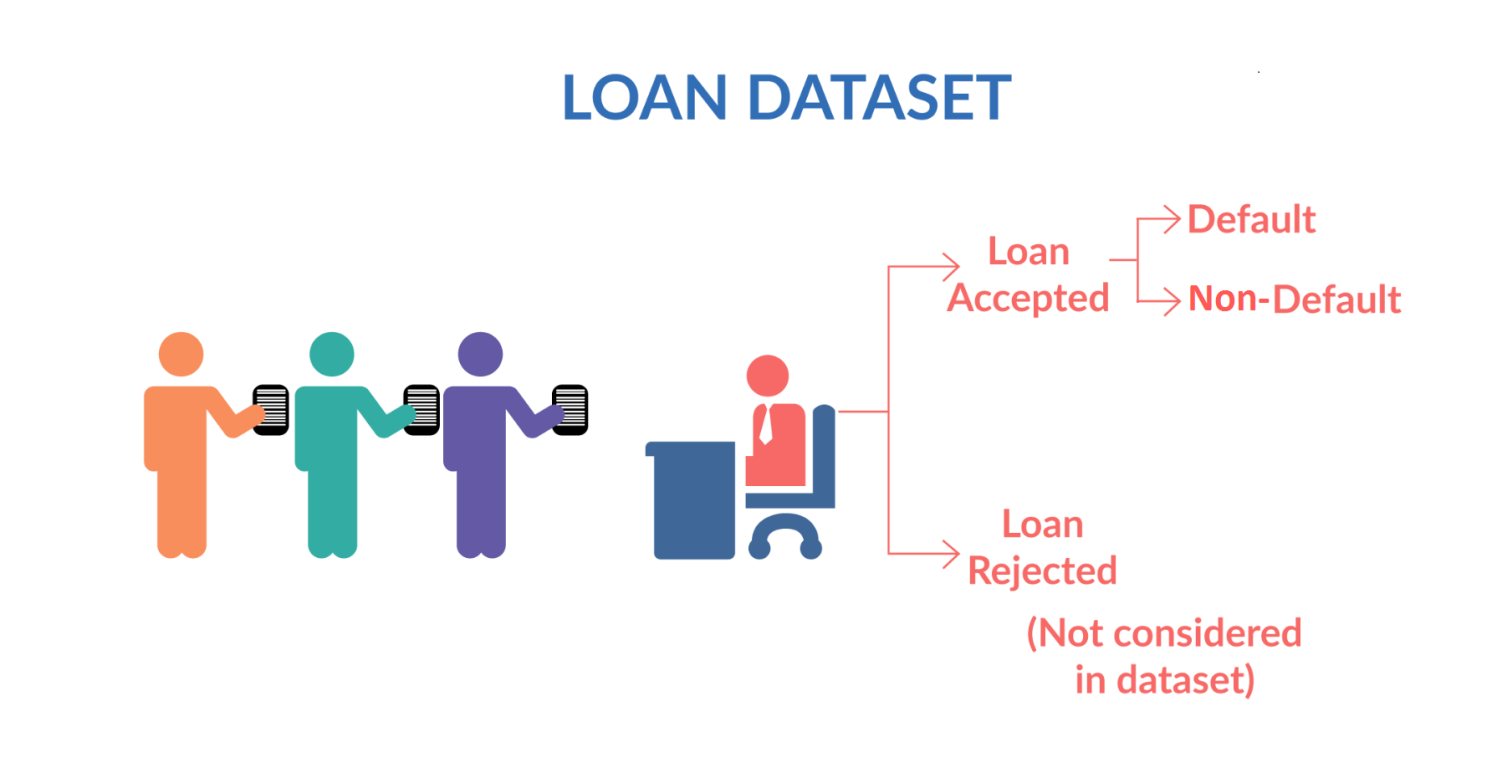 LOAN DATASET
Default
Loan
Accepted
Non-Default
Loan
Rejected
(Not considered
in dataset)